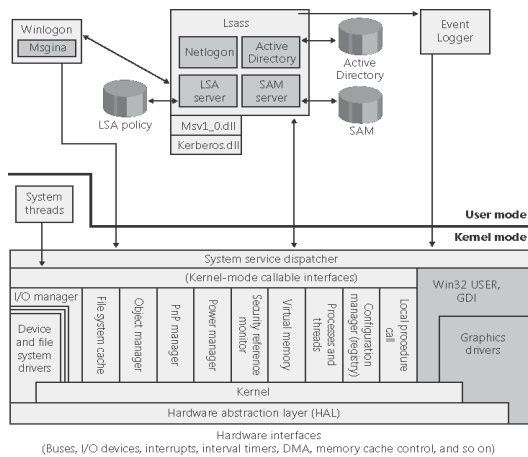 Winlogon
Msgina
Lsass
Netlogon
Active
Directory
LSA
server
SAM
server
Msv1_0.dll
Kerberos.dll
LSA policy
Active
Directory
SAM
Event
Logger
System
threads
User mode
Kernel mode
System service dispatcher
(Kernel-mode callable interfaces)
I/O manager
Device
and file
system
drivers
File system cache
Object manager
PnP manager
Power manager
Security reference
monitor
Virtual memory
Processes and
threads
Configuration
manager (registry)
Local procedure
call
Win32 USER,
GDI
Graphics
drivers
Kernel
Hardware abstraction layer (HAL)
Hardware interfaces
(Buses, I/O devices, interrupts, interval timers, DMA, memory cache control, and so on)